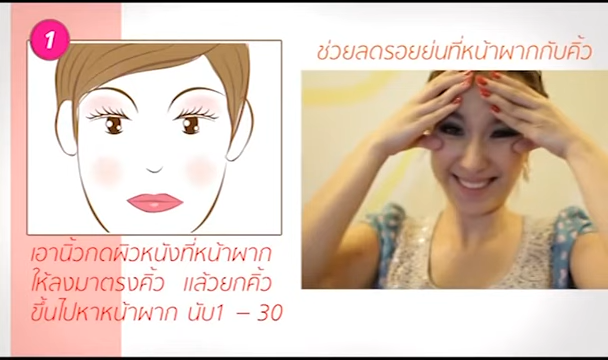 1
ช่วยลดรอยย่นที่หน้าผากกับคิ้ว
เอานิ้วกดผิวหนังที่หน้าผาก
ให้ลงมาตรงคิ้ว แล้วยกคิ้ว
ขึ้นไปหาหน้าผาก นับ1 - 30